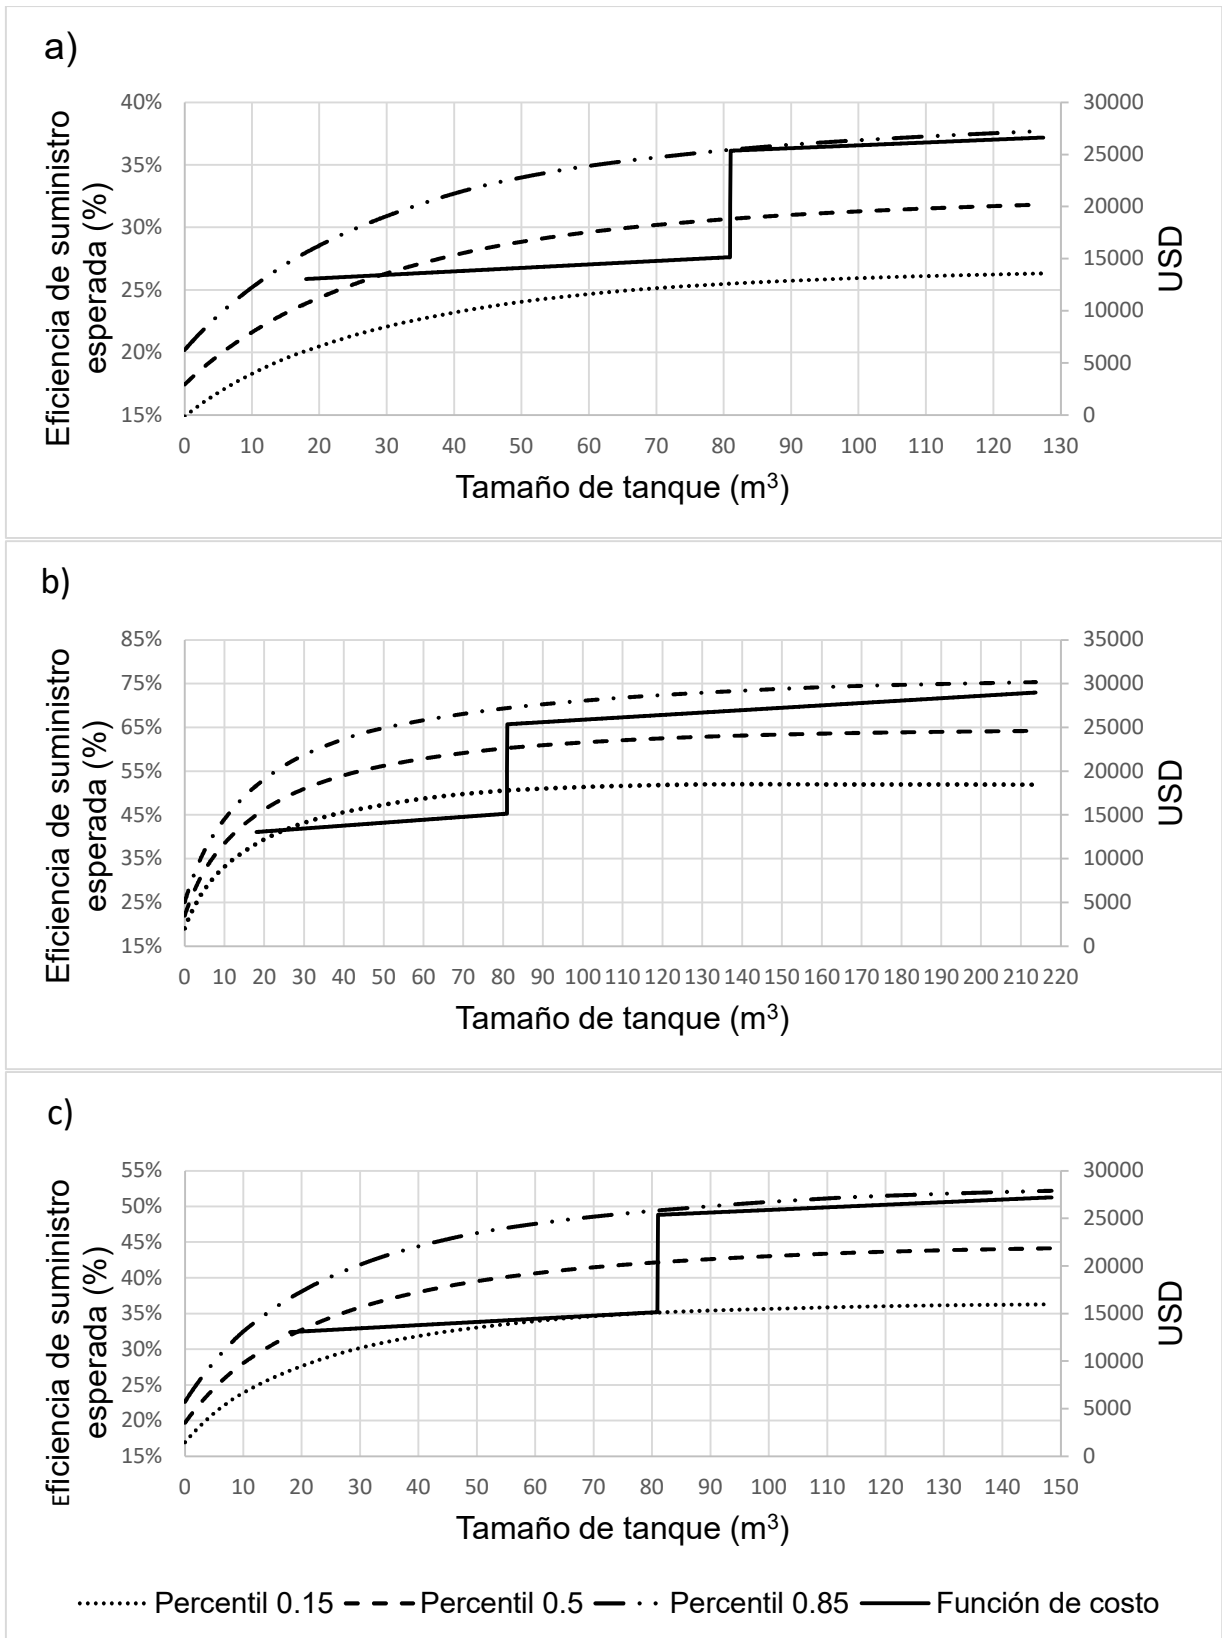 a)
Eficiencia de suministro
esperada (%)
40%
35%
30%
25%
20%
15%
30000
25000
20000
15000
10000
5000
0
USD
0 10 20 30 40 50 60 70 80 90 100 110 120 130
Tamaño de tanque (m³)
b)
Eficiencia de suministro
esperada (%)
85%
75%
65%
55%
45%
35%
25%
15%
35000
30000
25000
20000
15000
10000
5000
0
USD
0 10 20 30 40 50 60 70 80 90 100 110 120 130 140 150 160 170 180 190 200 210 220
Tamaño de tanque (m³)
c)
Eficiencia de suministro
esperada (%)
55%
50%
45%
40%
35%
30%
25%
20%
15%
30000
25000
20000
15000
10000
5000
0
USD
0 10 20 30 40 50 60 70 80 90 100 110 120 130 140 150
Tamaño de tanque (m³)
Percentil 0.15 Percentil 0.5 Percentil 0.85 Función de costo